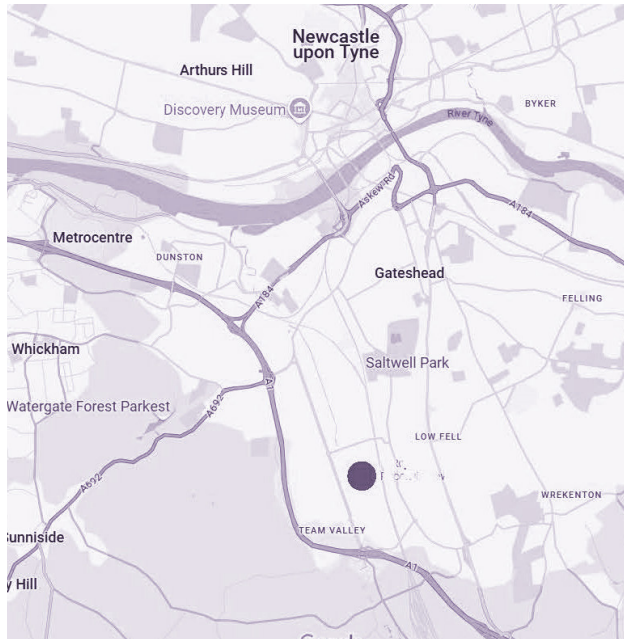 Newcastle
upon Tyne
Arthurs Hill
Discovery Museum
BYKER
River Tyne
Askew Rd
A184
Metrocentre
DUNSTON
Gateshead
A184
FELLING
Whickham
Saltwell Park
A1
Watergate Forest Parkest
A692
LOW FELL
A692
WREKENTON
Sunniside
TEAM VALLEY
A1
y Hill